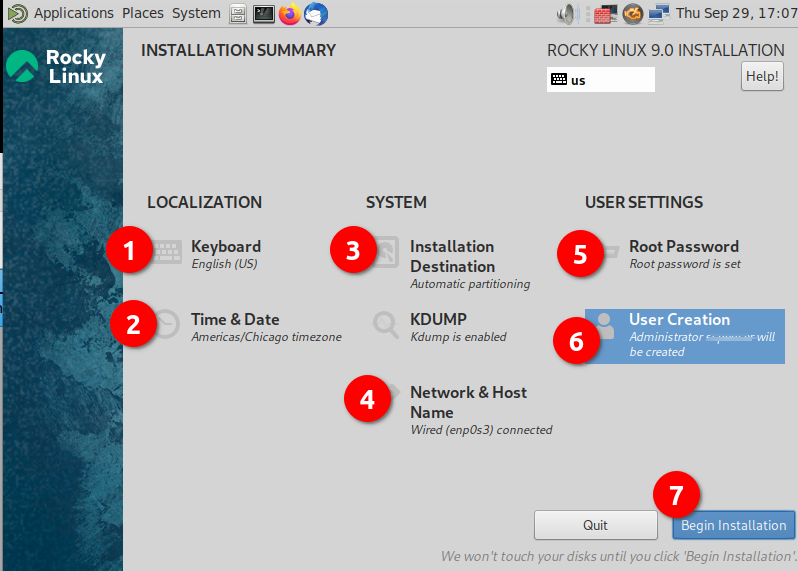 Applications Places System Thu Sep 29, 17:07
Rocky
Linux
INSTALLATION SUMMARY
ROCKY LINUX 9.0 INSTALLATION
us
Help!
LOCALIZATION
1
Keyboard
English (US)
2
Time & Date
Americas/Chicago timezone
SYSTEM
3
Installation
Destination
Automatic partitioning
KDUMP
Kdump is enabled
4
Network & Host
Name
Wired (enp0s3) connected
USER SETTINGS
5
Root Password
Root password is set
6
User Creation
Administrator will
be created
7
Quit
Begin Installation
We won't touch your disks until you click 'Begin Installation'.